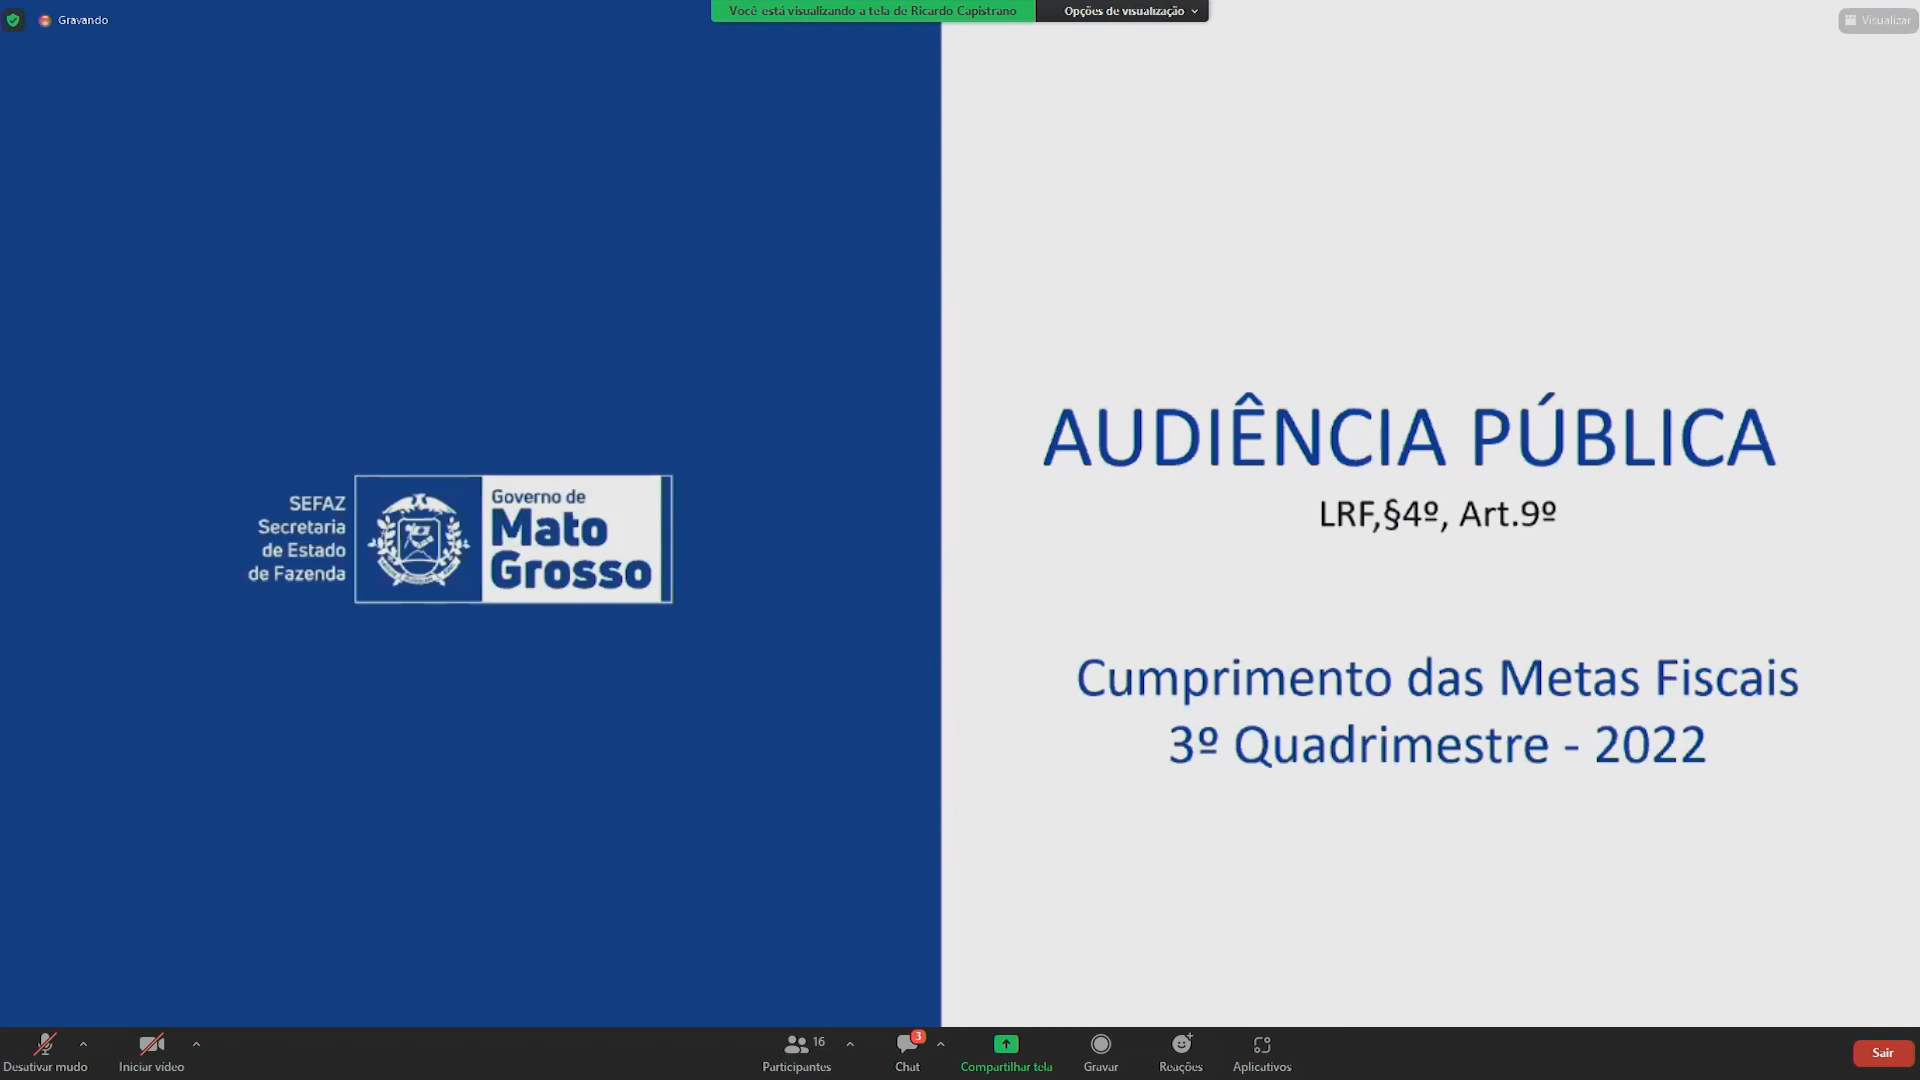 Gravando
Você está visualizando a tela de Ricardo Capistrano
Opções de visualização
Visualizar
SEFAZ
Secretaria
de Estado
de Fazenda
Governo de
Mato
Grosso
AUDIÊNCIA PÚBLICA
LRF,§4º, Art.9º
Cumprimento das Metas Fiscais
3º Quadrimestre - 2022
Desativar mudo
Iniciar vídeo
16
Participantes
3
Chat
Compartilhar tela
Gravar
Reações
Aplicativos
Sair